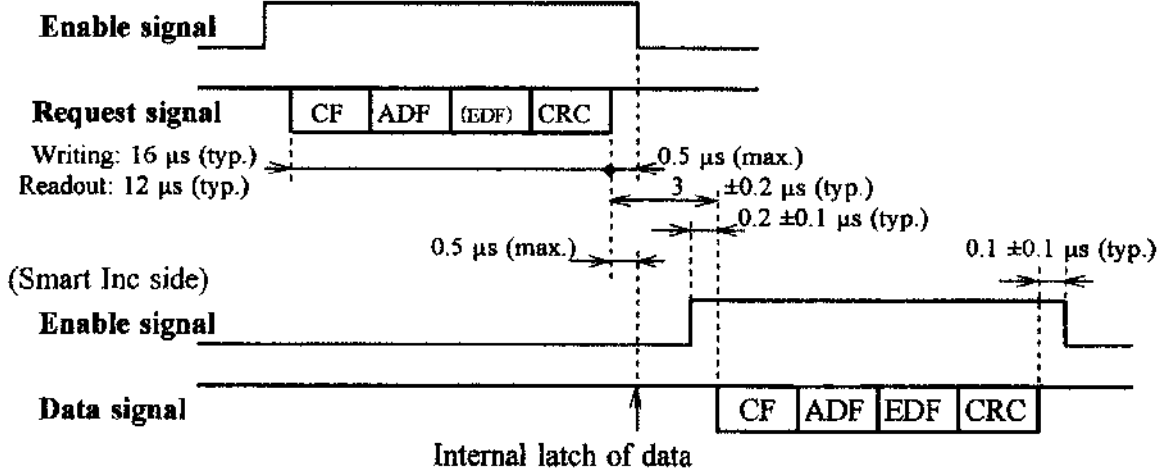 Enable signal
Request signal
CF ADF (EDF) CRC
Writing: 16 μs (typ.)
Readout: 12 μs (typ.)
0.5 μs (max.)
3 ±0.2 μs (typ.)
0.2 ±0.1 μs (typ.)
0.5 μs (max.)
0.1 ±0.1 μs (typ.)
(Smart Inc side)
Enable signal
Data signal
CF ADF EDF CRC
Internal latch of data